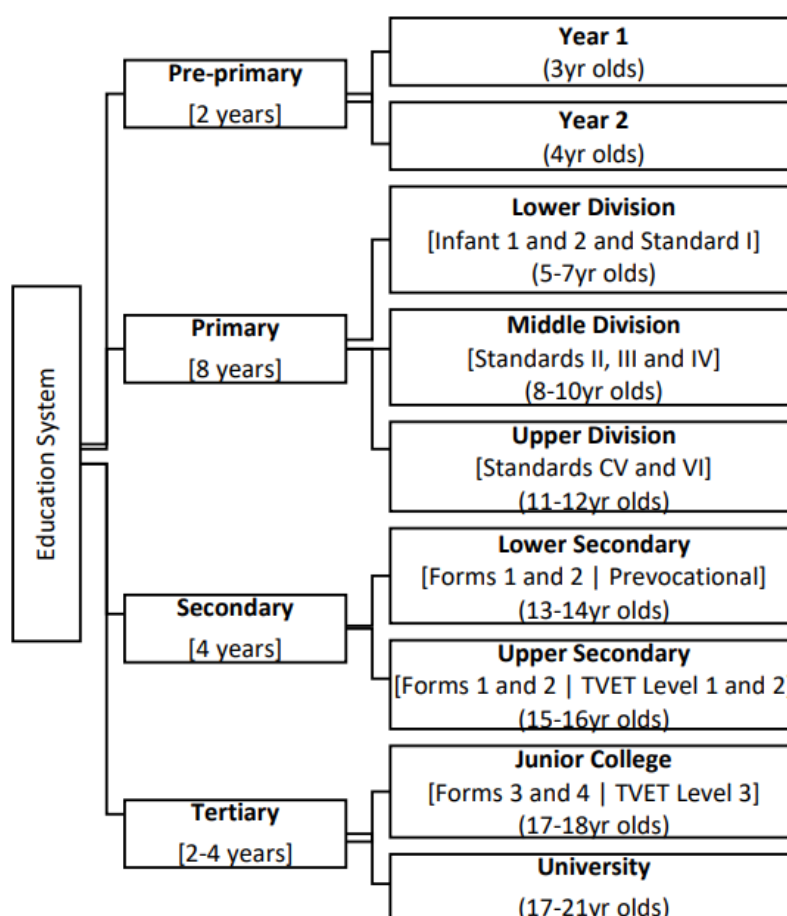 Education System
Pre-primary
[2 years]
Year 1
(3yr olds)
Year 2
(4yr olds)
Primary
[8 years]
Lower Division
[Infant 1 and 2 and Standard I]
(5-7yr olds)
Middle Division
[Standards II, III and IV]
(8-10yr olds)
Upper Division
[Standards CV and VI]
(11-12yr olds)
Secondary
[4 years]
Lower Secondary
[Forms 1 and 2 | Prevocational]
(13-14yr olds)
Upper Secondary
[Forms 1 and 2 | TVET Level 1 and 2]
(15-16yr olds)
Tertiary
[2-4 years]
Junior College
[Forms 3 and 4 | TVET Level 3]
(17-18yr olds)
University
(17-21yr olds)